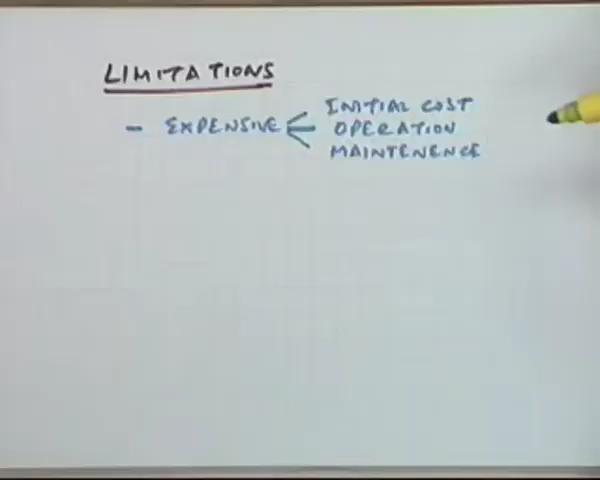 LIMITATIONS
- EXPENSIVE
INITIAL COST
OPERATION
MAINTENENCE